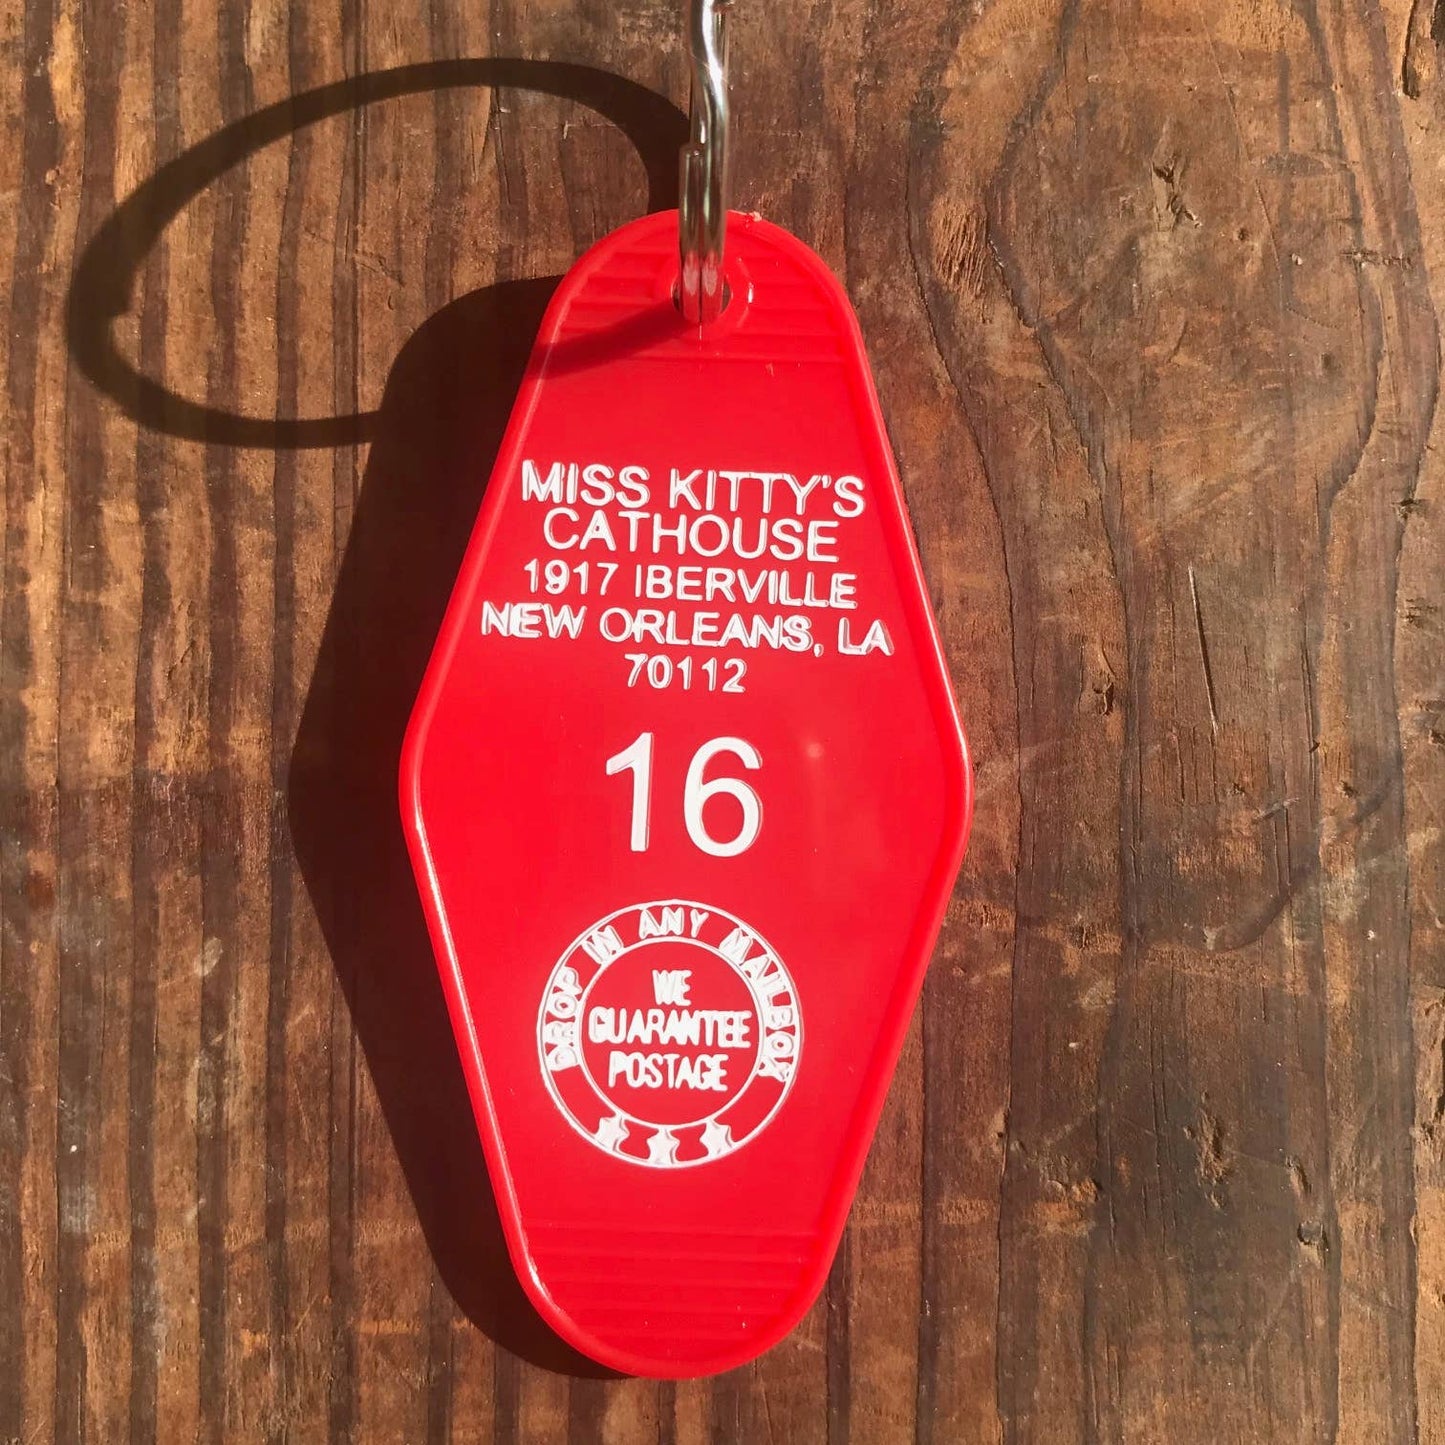 MISS KITTY'S
CATHOUSE
1917 IBERVILLE
NEW ORLEANS, LA
70112
16
DROP IN ANY MAILBOX
WE
GUARANTEE
POSTAGE